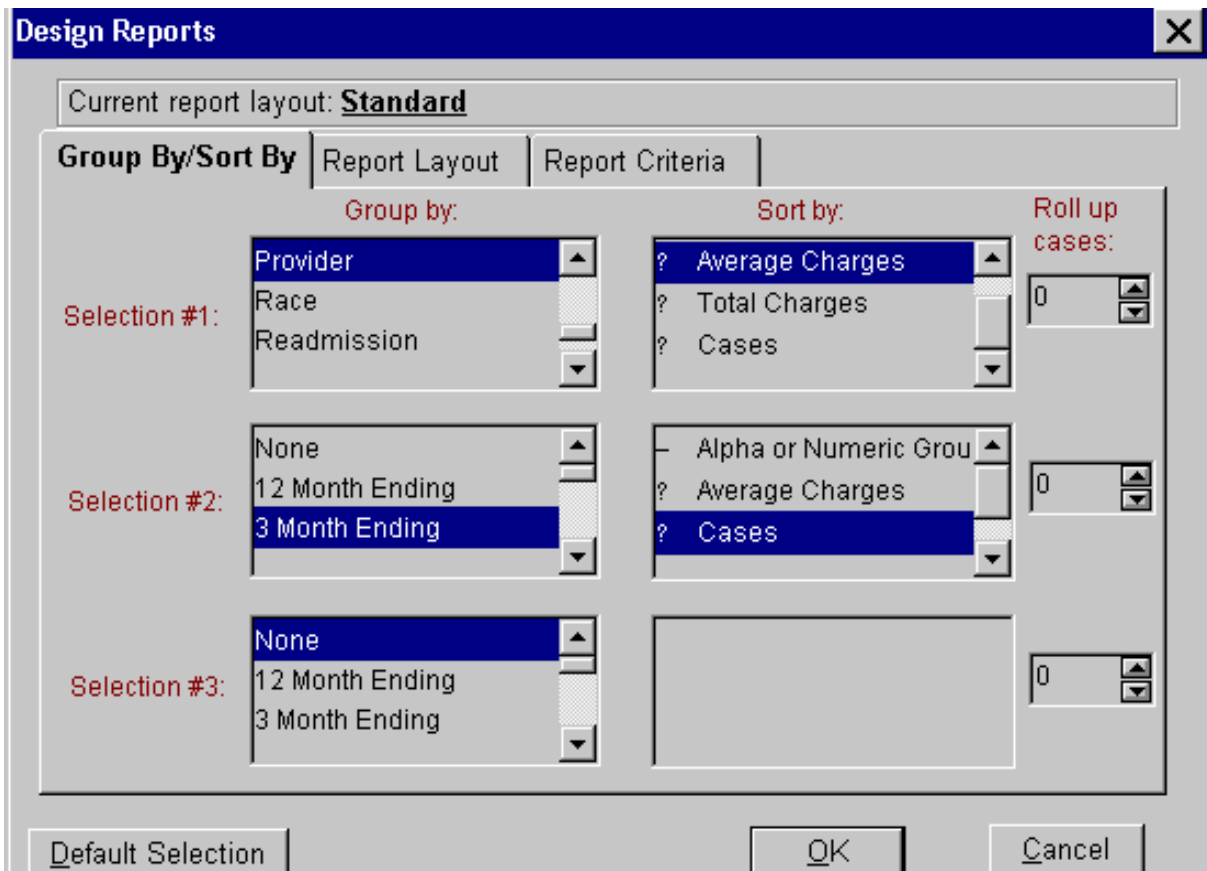 Design Reports
Current report layout: Standard
Group By/Sort By Report Layout Report Criteria
Group by: Sort by: Roll up cases:
Selection #1:
Provider
Race
Readmission
? Average Charges
? Total Charges
? Cases
0
Selection #2:
None
12 Month Ending
3 Month Ending
– Alpha or Numeric Grou
? Average Charges
? Cases
0
Selection #3:
None
12 Month Ending
3 Month Ending
0
Default Selection OK Cancel